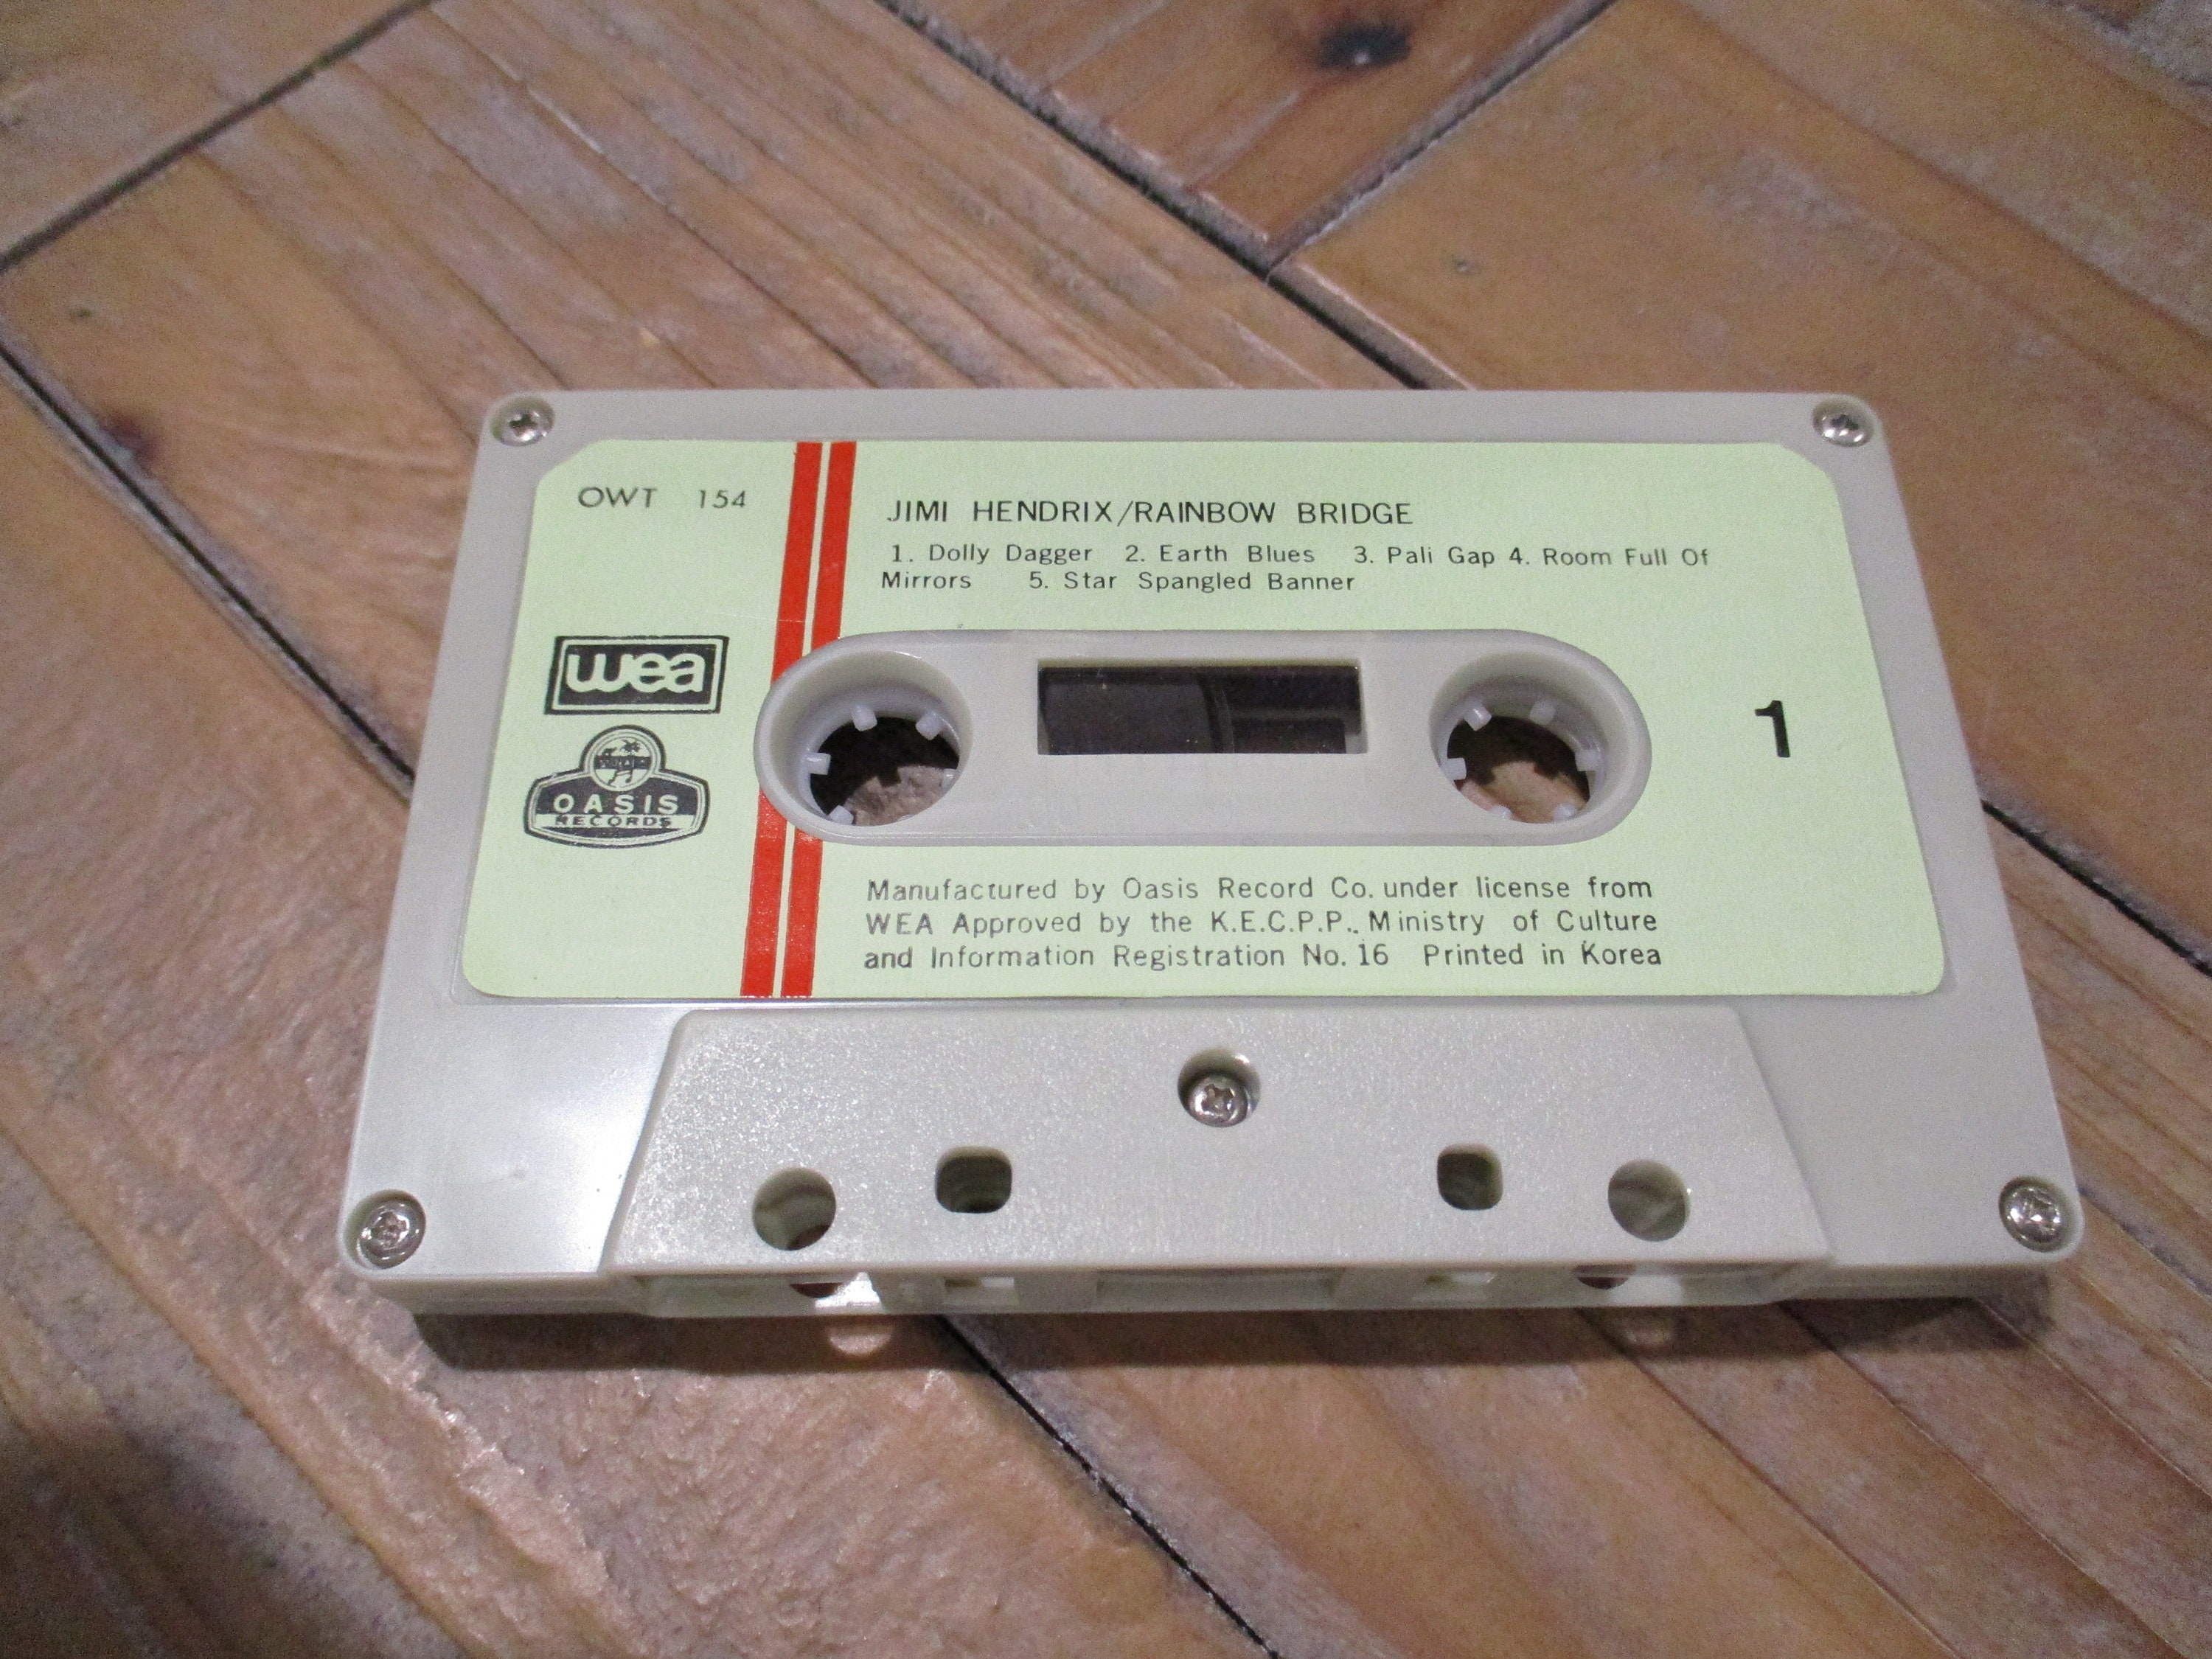 OWT 154
JIMI HENDRIX/RAINBOW BRIDGE
1. Dolly Dagger 2. Earth Blues 3. Pali Gap 4. Room Full Of
Mirrors 5. Star Spangled Banner
wea
OASIS
RECORDS
1
Manufactured by Oasis Record Co. under license from
WEA Approved by the K.E.C.P.P.. Ministry of Culture
and Information Registration No. 16 Printed in Korea